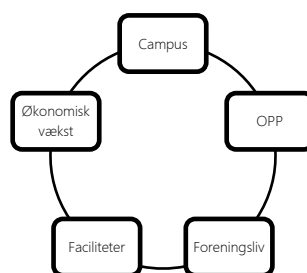 Campus
Økonomisk
vækst
OPP
Faciliteter
Foreningsliv